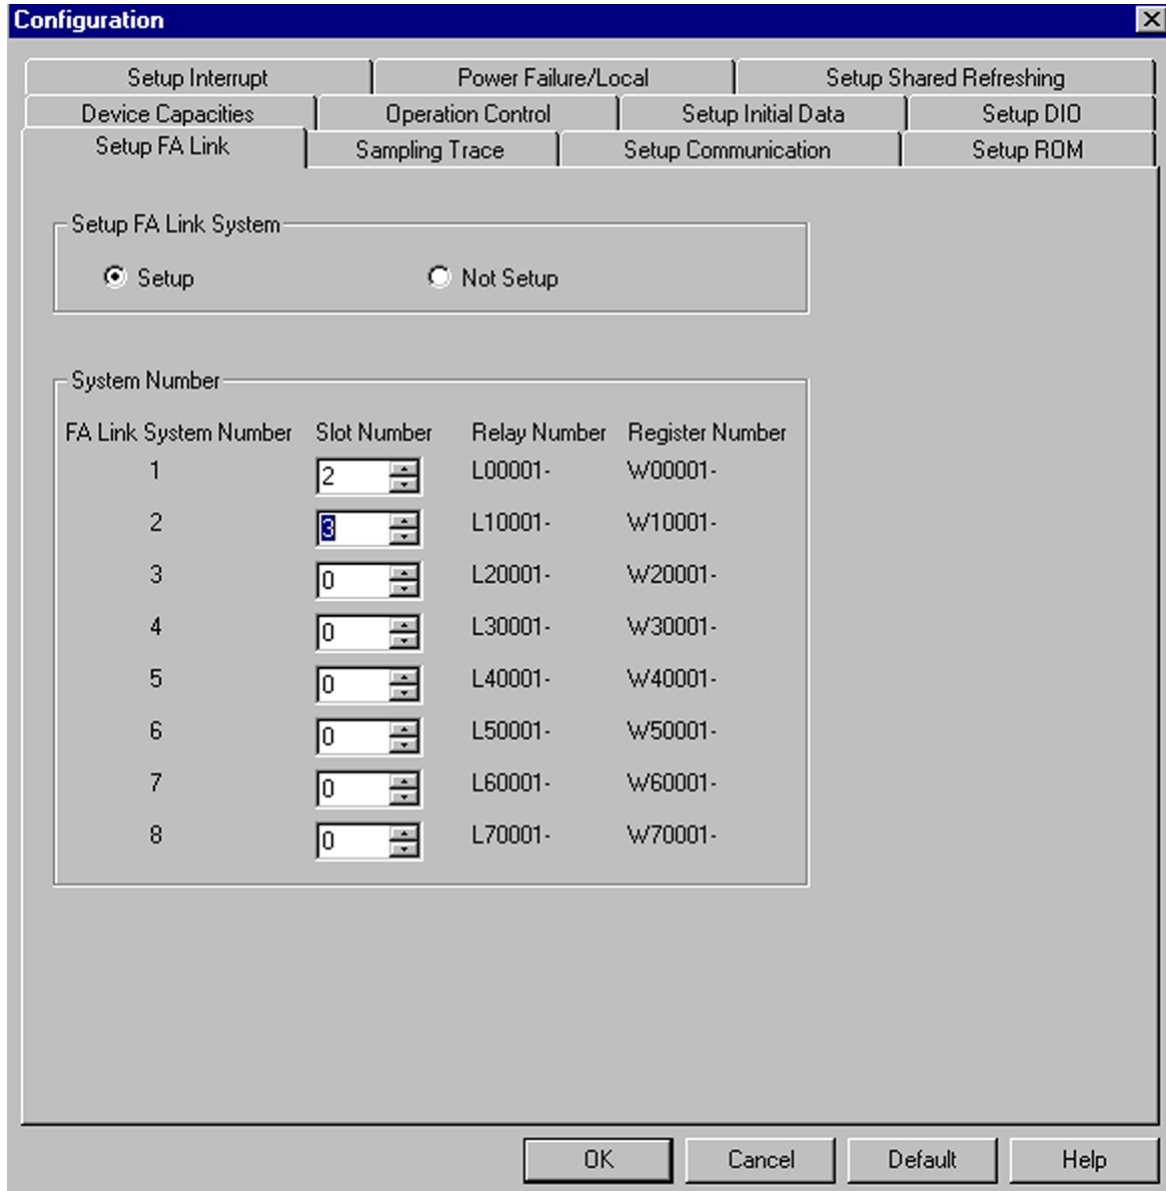 Configuration
Setup Interrupt Power Failure/Local Setup Shared Refreshing
Device Capacities Operation Control Setup Initial Data Setup DIO
Setup FA Link Sampling Trace Setup Communication Setup ROM
Setup FA Link System
Setup Not Setup
System Number
FA Link System Number Slot Number Relay Number Register Number
1 2 L00001- W00001-
2 3 L10001- W10001-
3 0 L20001- W20001-
4 0 L30001- W30001-
5 0 L40001- W40001-
6 0 L50001- W50001-
7 0 L60001- W60001-
8 0 L70001- W70001-
OK Cancel Default Help